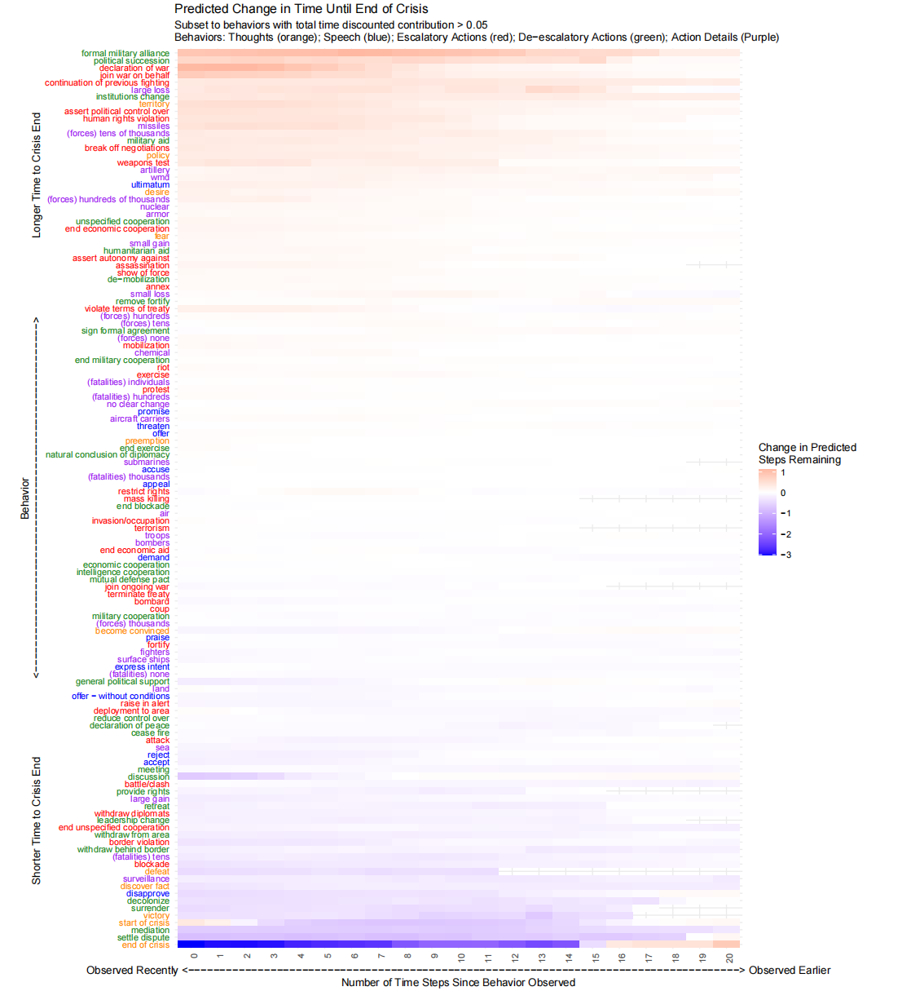 Predicted Change in Time Until End of Crisis
Subset to behaviors with total time discounted contribution > 0.05
Behaviors: Thoughts (orange); Speech (blue); Escalatory Actions (red); De−escalatory Actions (green); Action Details (Purple)
formal military alliance
political succession
declaration of war
join war on behalf
continuation of previous fighting
large loss
institutions change
territory
assert political control over
human rights violation
missiles
(forces) tens of thousands
military aid
break off negotiations
policy
weapons test
artillery
wmd
ultimatum
desire
(forces) hundreds of thousands
nuclear
armor
unspecified cooperation
end economic cooperation
fear
small gain
humanitarian aid
assert autonomy against
assassination
show of force
de−mobilization
annex
small loss
remove fortify
violate terms of treaty
(forces) hundreds
(forces) tens
sign formal agreement
(forces) none
mobilization
chemical
end military cooperation
riot
exercise
(fatalities) individuals
protest
(fatalities) hundreds
no clear change
promise
aircraft carriers
threaten
offer
preemption
end exercise
natural conclusion of diplomacy
submarines
accuse
(fatalities) thousands
appeal
restrict rights
mass killing
end blockade
air
invasion/occupation
terrorism
troops
bombers
end economic aid
demand
economic cooperation
intelligence cooperation
mutual defense pact
join ongoing war
terminate treaty
bombard
coup
military cooperation
(forces) thousands
become convinced
praise
fortify
fighters
surface ships
express intent
(fatalities) none
general political support
land
offer − without conditions
raise in alert
deployment to area
reduce control over
declaration of peace
cease fire
attack
sea
reject
accept
meeting
discussion
battle/clash
provide rights
large gain
retreat
withdraw diplomats
leadership change
end unspecified cooperation
withdraw from area
border violation
withdraw behind border
(fatalities) tens
blockade
defeat
surveillance
discover fact
disapprove
decolonize
surrender
victory
start of crisis
mediation
settle dispute
end of crisis
Longer Time to Crisis End
Behavior
Shorter Time to Crisis End
0 1 2 3 4 5 6 7 8 9 10 11 12 13 14 15 16 17 18 19 20
Observed Recently <−−−−−−−−−−−−−−−−−−−−−−−−−−−−−−−−−−−−−−−−−−−−−−−−−−−−−−−−−−−−−−−−−−−−> Observed Earlier
Number of Time Steps Since Behavior Observed
Change in Predicted
Steps Remaining
1
0
−1
−2
−3